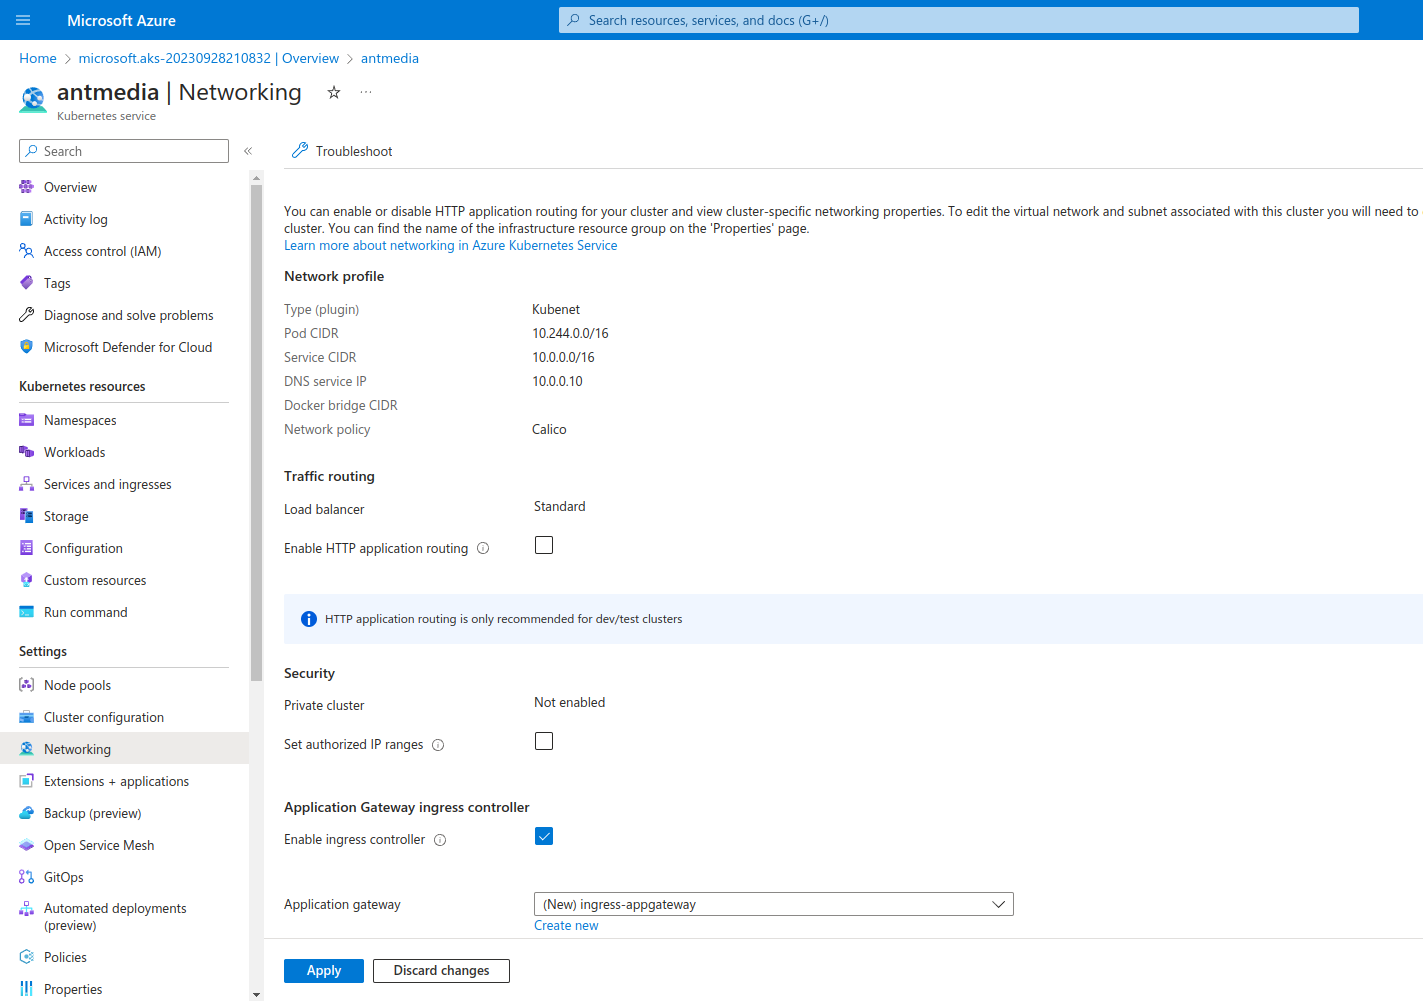 Microsoft Azure
Search resources, services, and docs (G+/)
Home > microsoft.aks-20230928210832 | Overview > antmedia
antmedia | Networking
Kubernetes service
Search
Overview
Activity log
Access control (IAM)
Tags
Diagnose and solve problems
Microsoft Defender for Cloud
Kubernetes resources
Namespaces
Workloads
Services and ingresses
Storage
Configuration
Custom resources
Run command
Settings
Node pools
Cluster configuration
Networking
Extensions + applications
Backup (preview)
Open Service Mesh
GitOps
Automated deployments
(preview)
Policies
Properties
Troubleshoot
You can enable or disable HTTP application routing for your cluster and view cluster-specific networking properties. To edit the virtual network and subnet associated with this cluster you will need to
cluster. You can find the name of the infrastructure resource group on the 'Properties' page.
Learn more about networking in Azure Kubernetes Service
Network profile
Type (plugin) Kubenet
Pod CIDR 10.244.0.0/16
Service CIDR 10.0.0.0/16
DNS service IP 10.0.0.10
Docker bridge CIDR
Network policy Calico
Traffic routing
Load balancer Standard
Enable HTTP application routing
HTTP application routing is only recommended for dev/test clusters
Security
Private cluster Not enabled
Set authorized IP ranges
Application Gateway ingress controller
Enable ingress controller
Application gateway (New) ingress-appgateway
Create new
Apply Discard changes